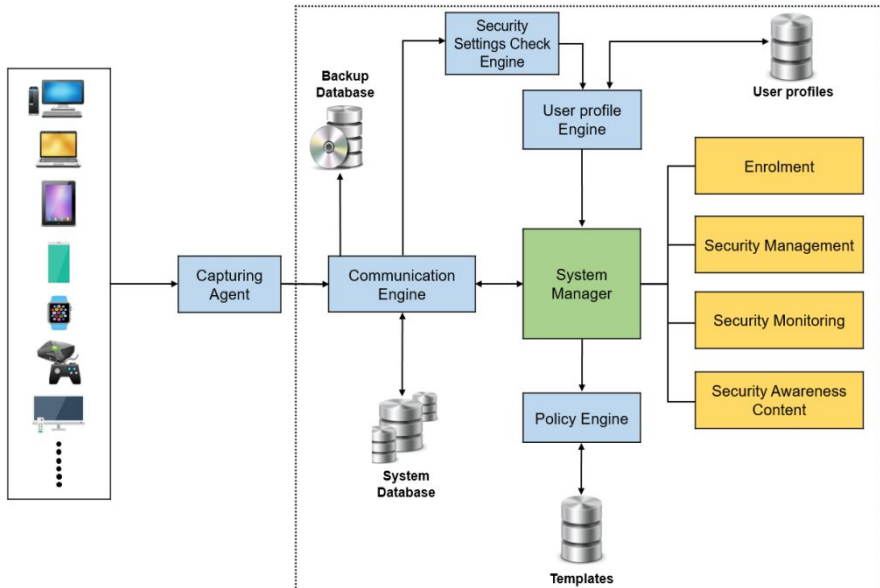 Security
Settings Check
Engine
Backup
Database
User profiles
User profile
Engine
Enrolment
Security Management
Capturing
Agent
Communication
Engine
System
Manager
Security Monitoring
Security Awareness
Content
Policy Engine
System
Database
Templates